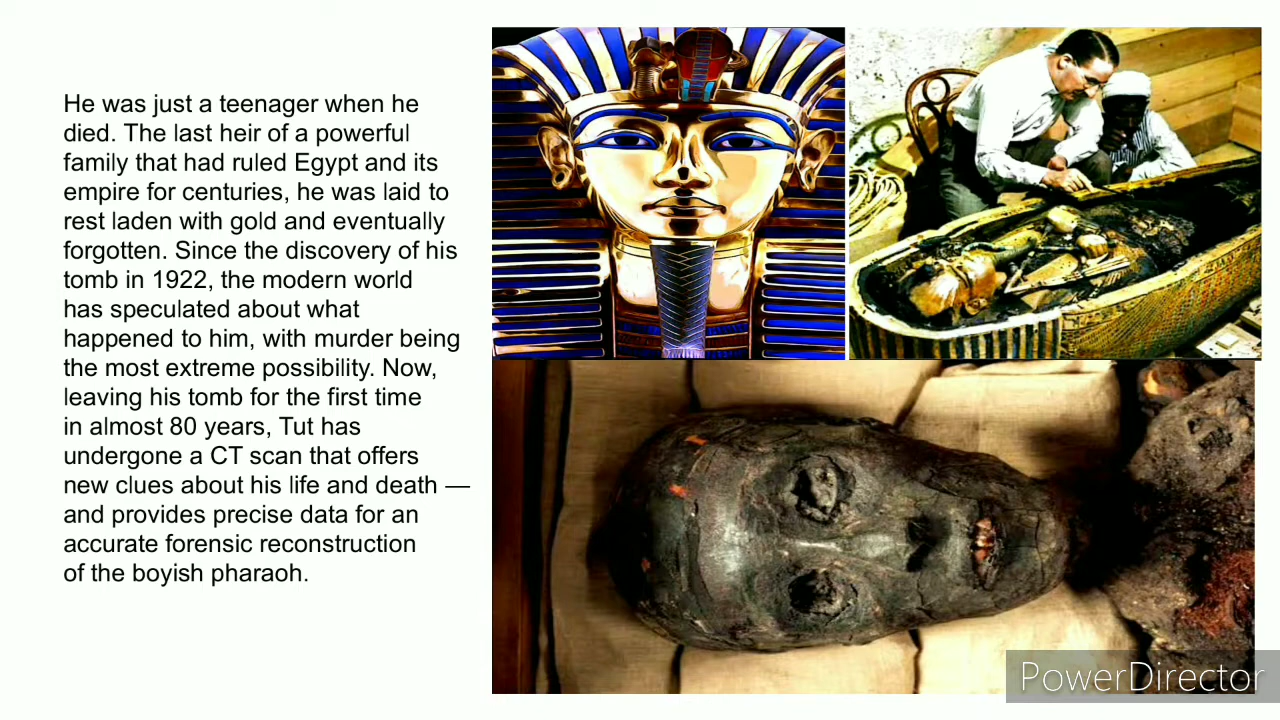 He was just a teenager when he
died. The last heir of a powerful
family that had ruled Egypt and its
empire for centuries, he was laid to
rest laden with gold and eventually
forgotten. Since the discovery of his
tomb in 1922, the modern world
has speculated about what
happened to him, with murder being
the most extreme possibility. Now,
leaving his tomb for the first time
in almost 80 years, Tut has
undergone a CT scan that offers
new clues about his life and death —
and provides precise data for an
accurate forensic reconstruction
of the boyish pharaoh.
PowerDirector